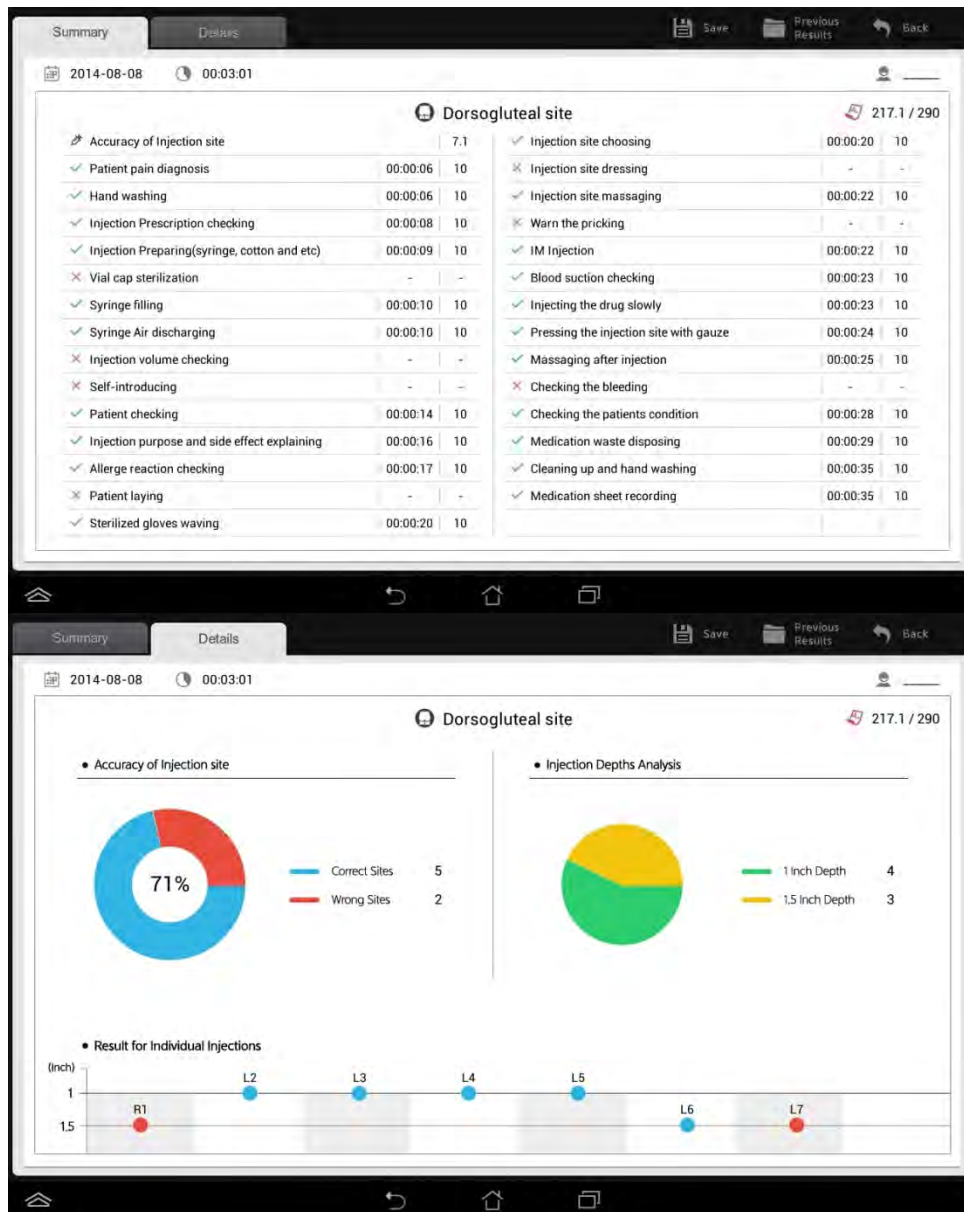 Summary
Details
Save
Previous Results
Back
2014-08-08 00:03:01
Dorsogluteal site
217.1 / 290
Accuracy of Injection site 7.1
Patient pain diagnosis 00:00:06 10
Hand washing 00:00:06 10
Injection Prescription checking 00:00:08 10
Injection Preparing(syringe, cotton and etc) 00:00:09 10
Vial cap sterilization - -
Syringe filling 00:00:10 10
Syringe Air discharging 00:00:10 10
Injection volume checking - -
Self-introducing - -
Patient checking 00:00:14 10
Injection purpose and side effect explaining 00:00:16 10
Allerge reaction checking 00:00:17 10
Patient laying - -
Sterilized gloves waving 00:00:20 10
Injection site choosing 00:00:20 10
Injection site dressing - -
Injection site massaging 00:00:22 10
Warn the pricking - -
IM Injection 00:00:22 10
Blood suction checking 00:00:23 10
Injecting the drug slowly 00:00:23 10
Pressing the injection site with gauze 00:00:24 10
Massaging after injection 00:00:25 10
Checking the bleeding - -
Checking the patients condition 00:00:28 10
Medication waste disposing 00:00:29 10
Cleaning up and hand washing 00:00:35 10
Medication sheet recording 00:00:35 10
Summary
Details
Save
Previous Results
Back
2014-08-08 00:03:01
Dorsogluteal site
217.1 / 290
• Accuracy of Injection site
71%
Correct Sites 5
Wrong Sites 2
• Injection Depths Analysis
1 Inch Depth 4
1.5 Inch Depth 3
• Result for Individual Injections
(Inch)
1
1.5
R1
L2
L3
L4
L5
L6
L7